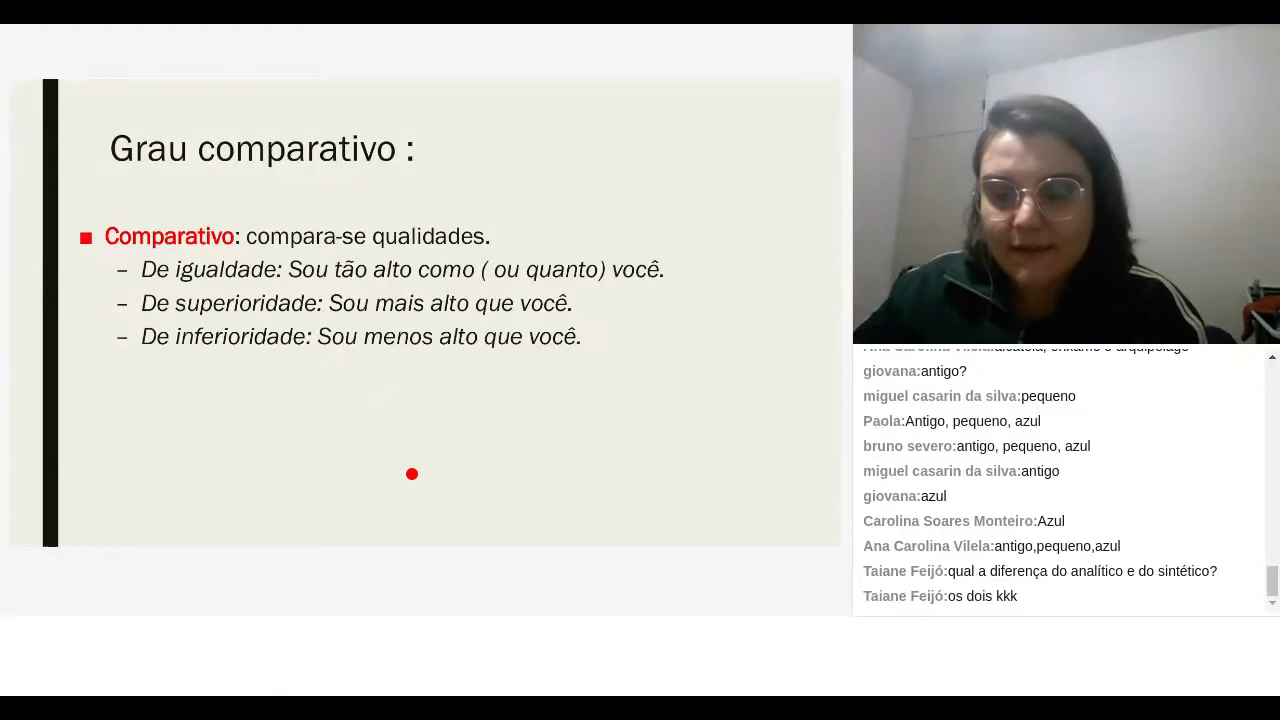 Grau comparativo :
Comparativo: compara-se qualidades.
– De igualdade: Sou tão alto como ( ou quanto) você.
– De superioridade: Sou mais alto que você.
– De inferioridade: Sou menos alto que você.
giovana:antigo?
miguel casarin da silva:pequeno
Paola:Antigo, pequeno, azul
bruno severo:antigo, pequeno, azul
miguel casarin da silva:antigo
giovana:azul
Carolina Soares Monteiro:Azul
Ana Carolina Vilela:antigo,pequeno,azul
Taiane Feijó:qual a diferença do analítico e do sintético?
Taiane Feijó:os dois kkk